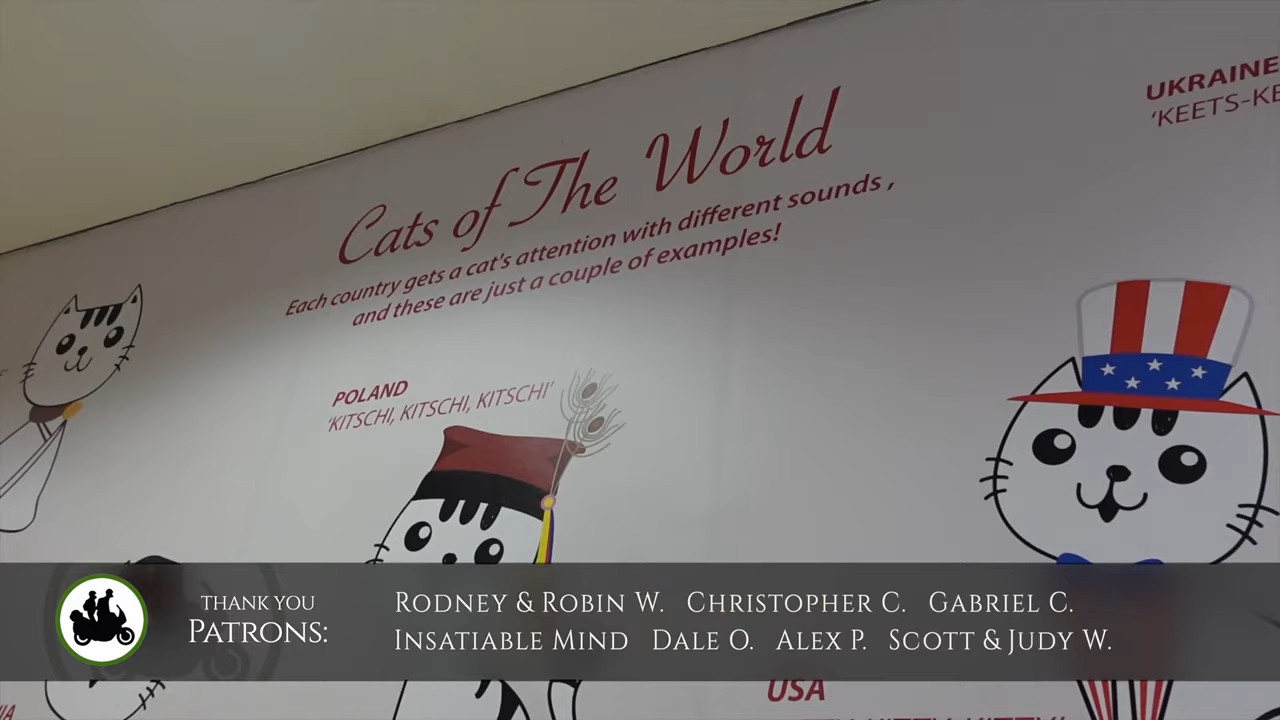 Cats of The World
Each country gets a cat's attention with different sounds ,
and these are just a couple of examples!
UKRAINE
POLAND
'KITSCHI, KITSCHI, KITSCHI'
THANK YOU
PATRONS:
RODNEY & ROBIN W. CHRISTOPHER C. GABRIEL C.
INSATIABLE MIND DALE O. ALEX P. SCOTT & JUDY W.
USA